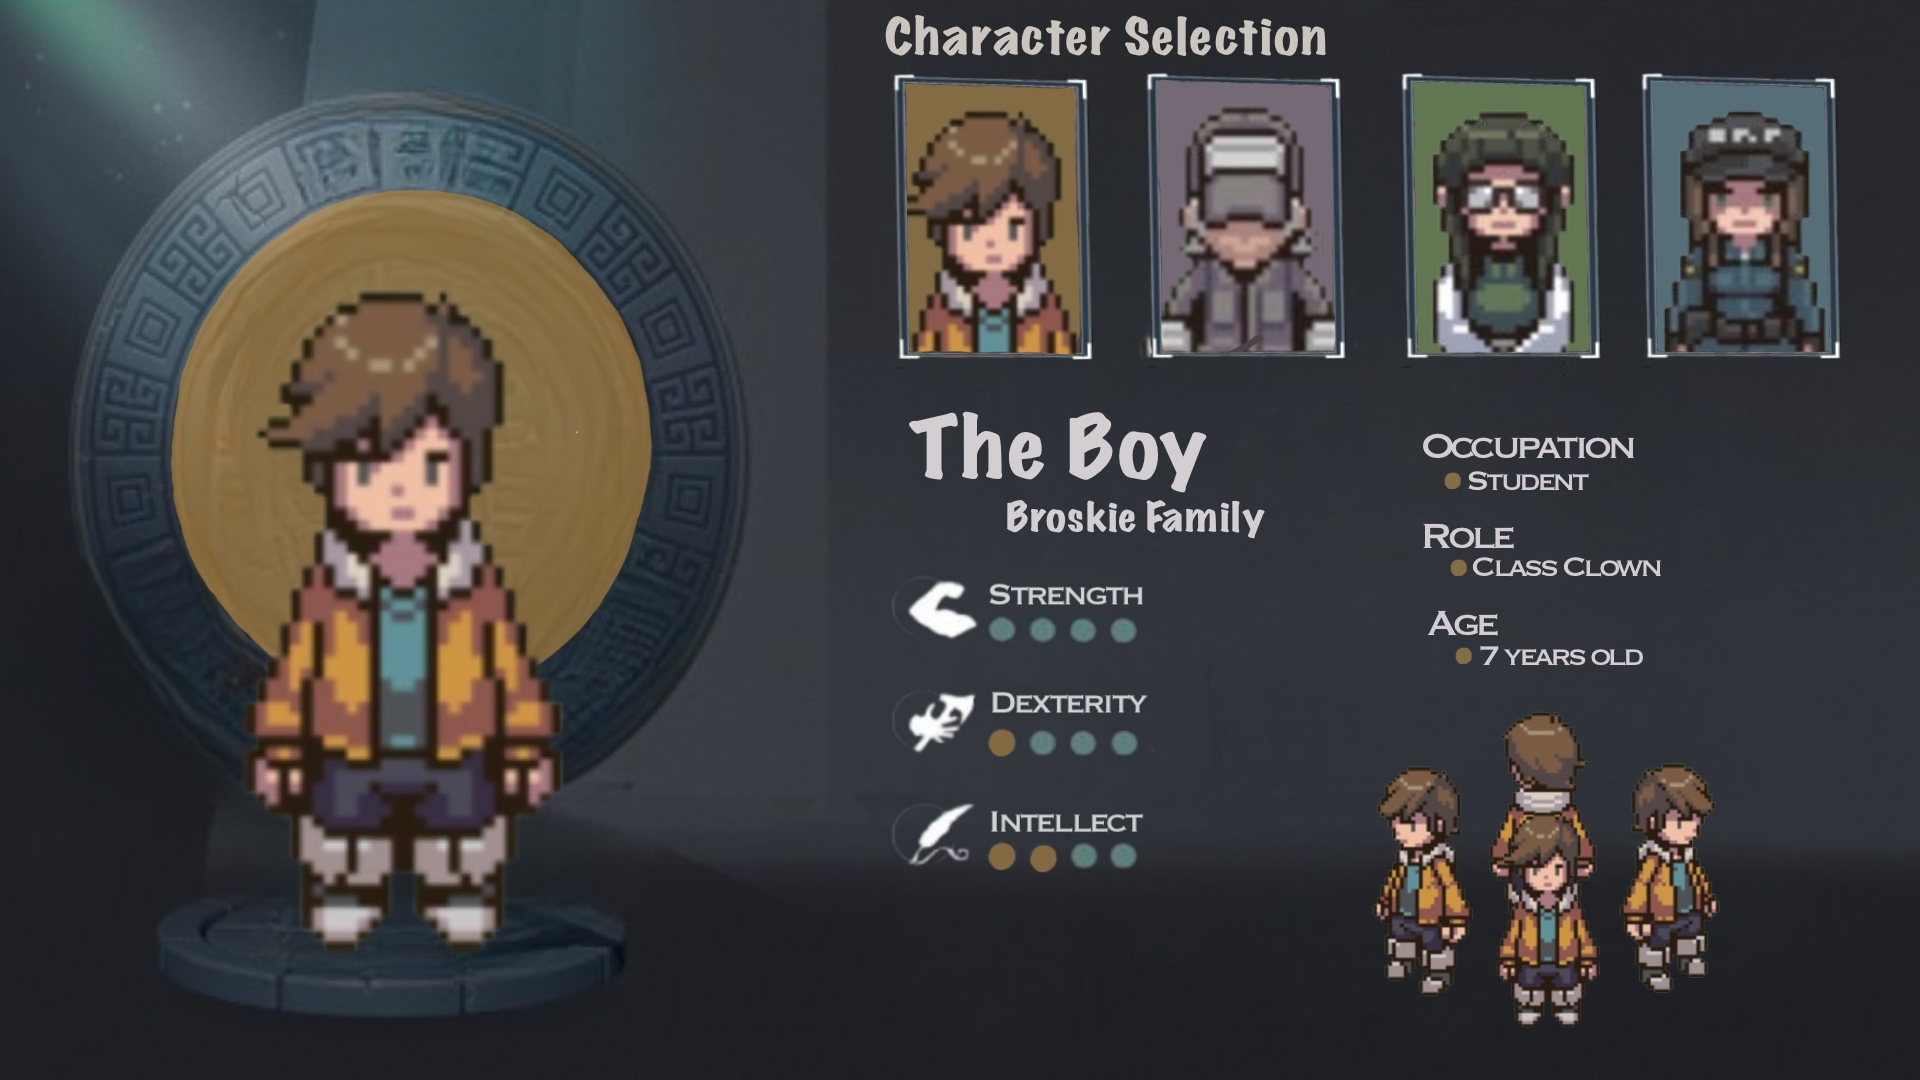 Character Selection
The Boy
Broskie Family
Strength
Dexterity
Intellect
Occupation
Student
Role
Class Clown
Age
7 years old